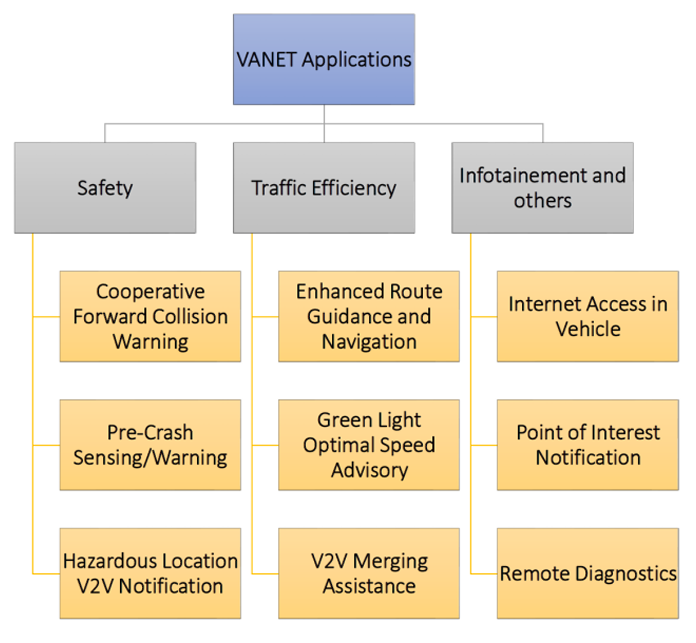 VANET Applications
Safety
Traffic Efficiency
Infotainement and
others
Cooperative
Forward Collision
Warning
Enhanced Route
Guidance and
Navigation
Internet Access in
Vehicle
Pre-Crash
Sensing/Warning
Green Light
Optimal Speed
Advisory
Point of Interest
Notification
Hazardous Location
V2V Notification
V2V Merging
Assistance
Remote Diagnostics